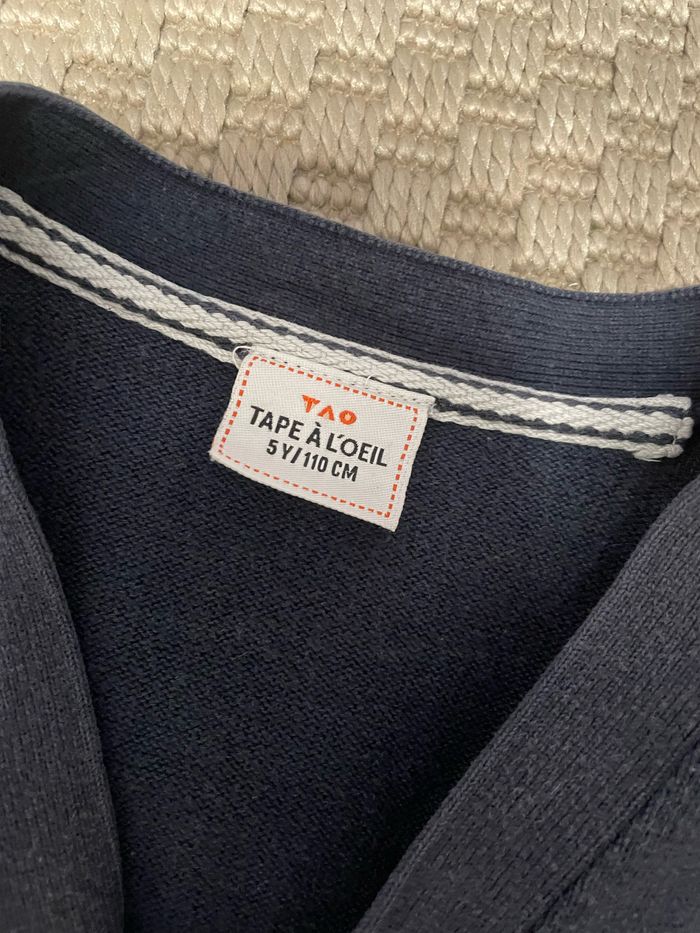 TAO
TAPE À L'OEIL
5 Y/110 CM